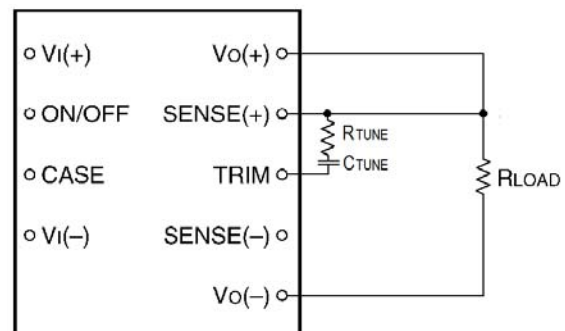 VI(+)
VO(+)
ON/OFF
SENSE(+)
RTUNE
CTUNE
CASE
TRIM
RLOAD
VI(–)
SENSE(–)
VO(–)